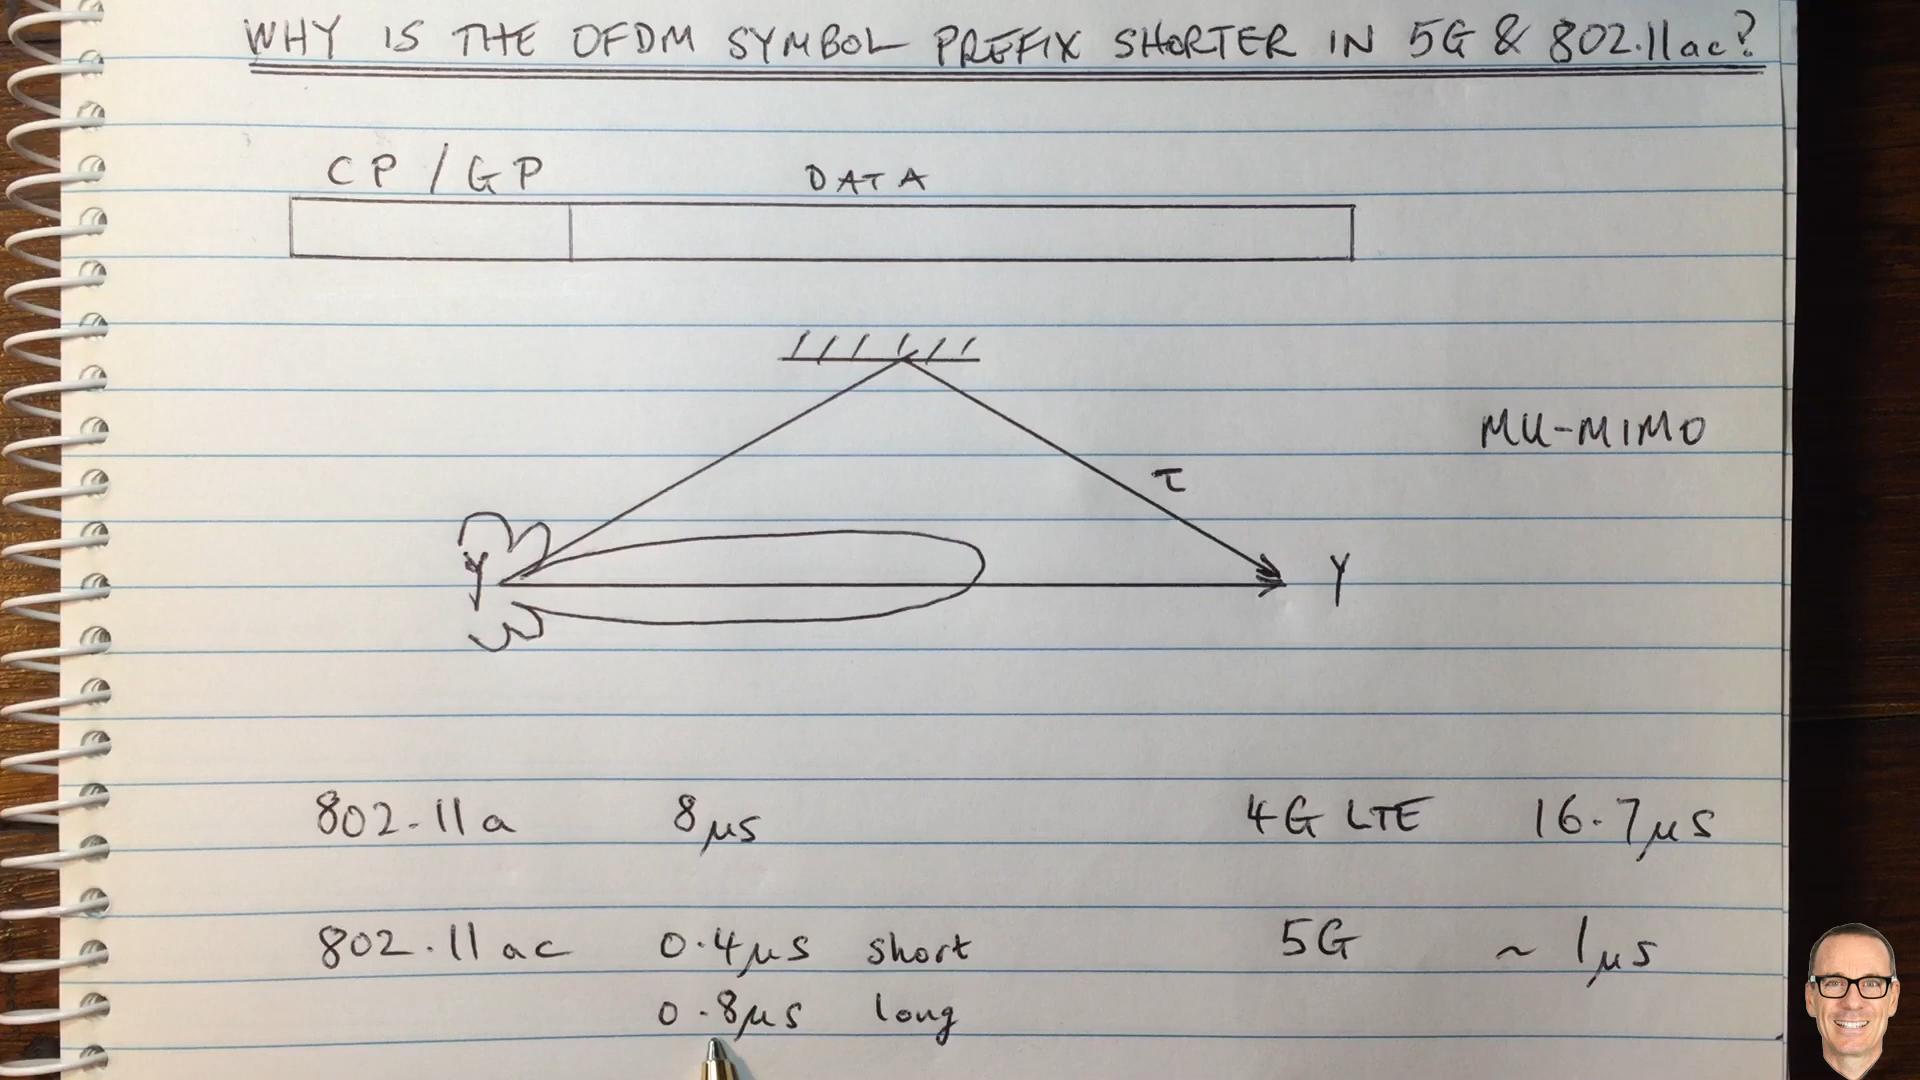 WHY IS THE OFDM SYMBOL PREFIX SHORTER IN 5G & 802.11ac?
CP / GP DATA
MU-MIMO
τ
Y Y
802.11a 8μs 4G LTE 16.7μs
802.11ac 0.4μs short 5G ~ 1μs
0.8μs long